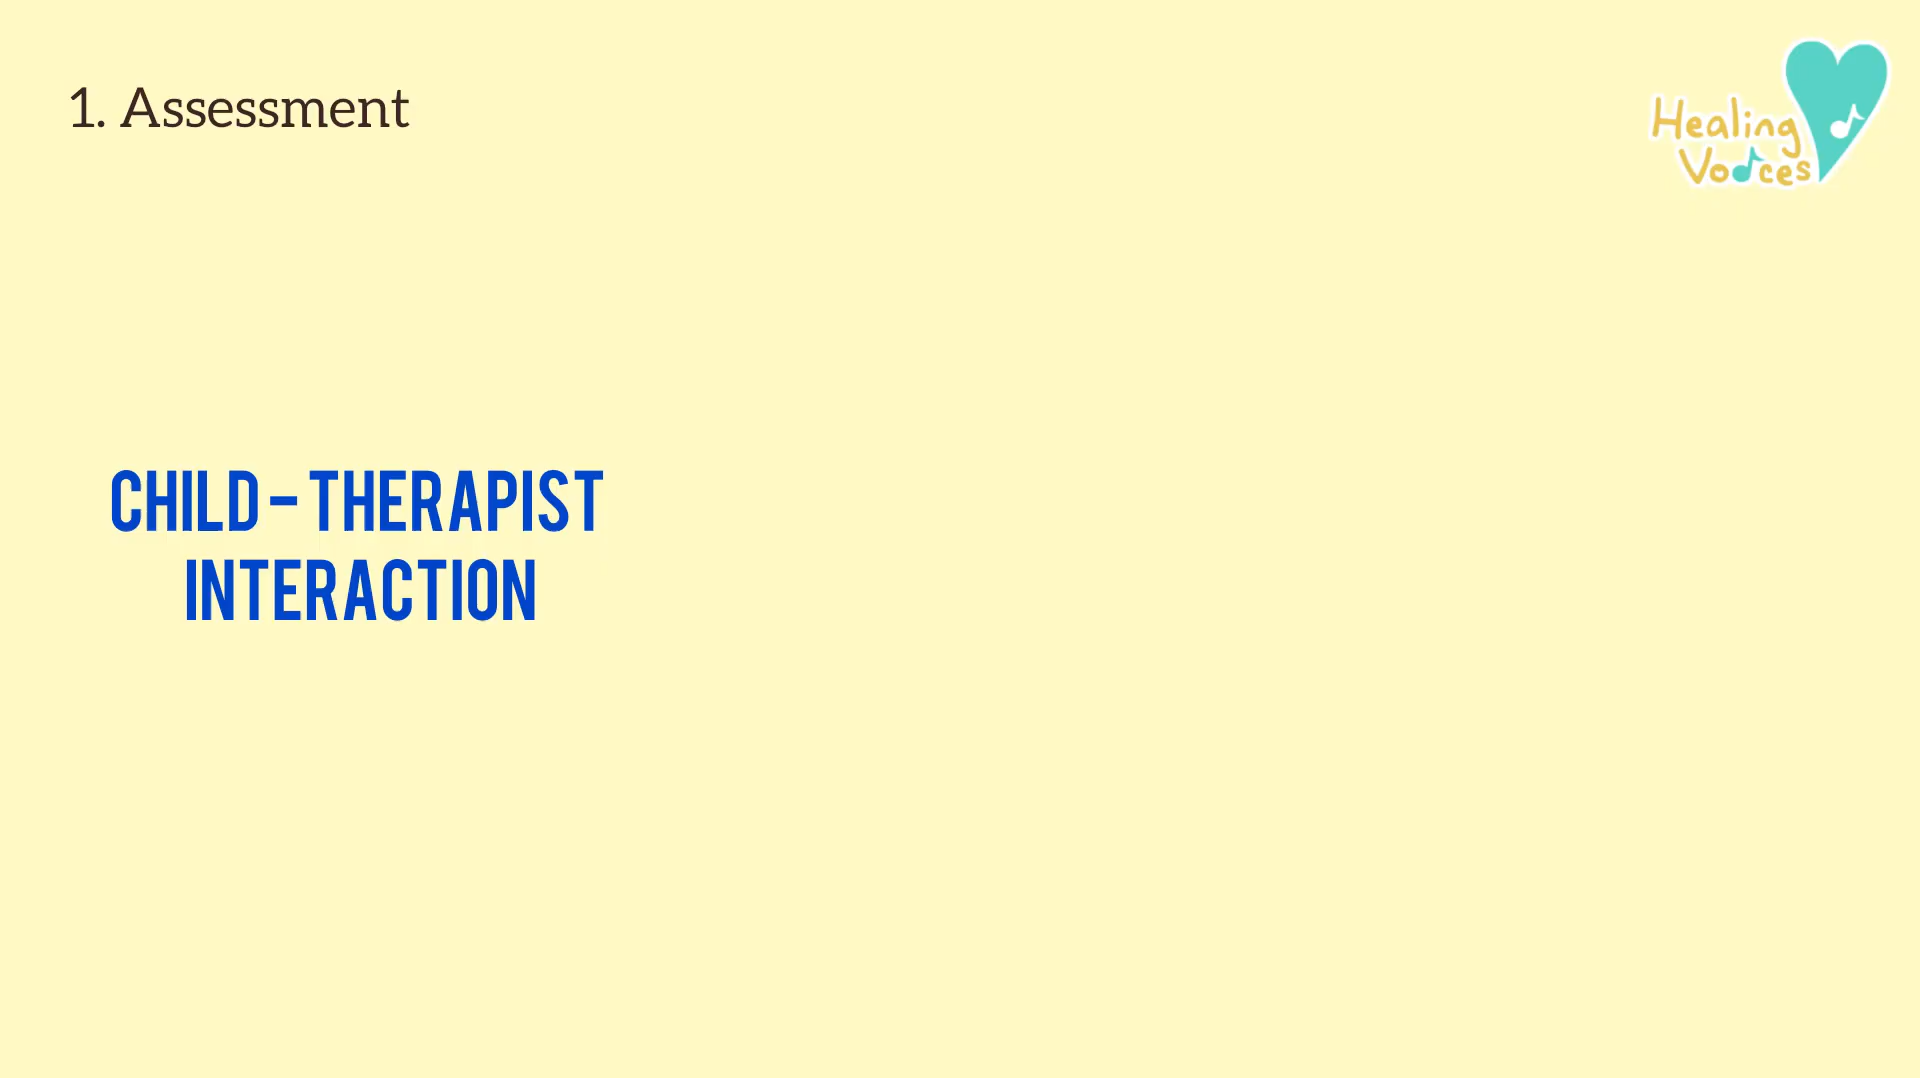 1. Assessment
Healing
Voices
CHILD – THERAPIST
INTERACTION